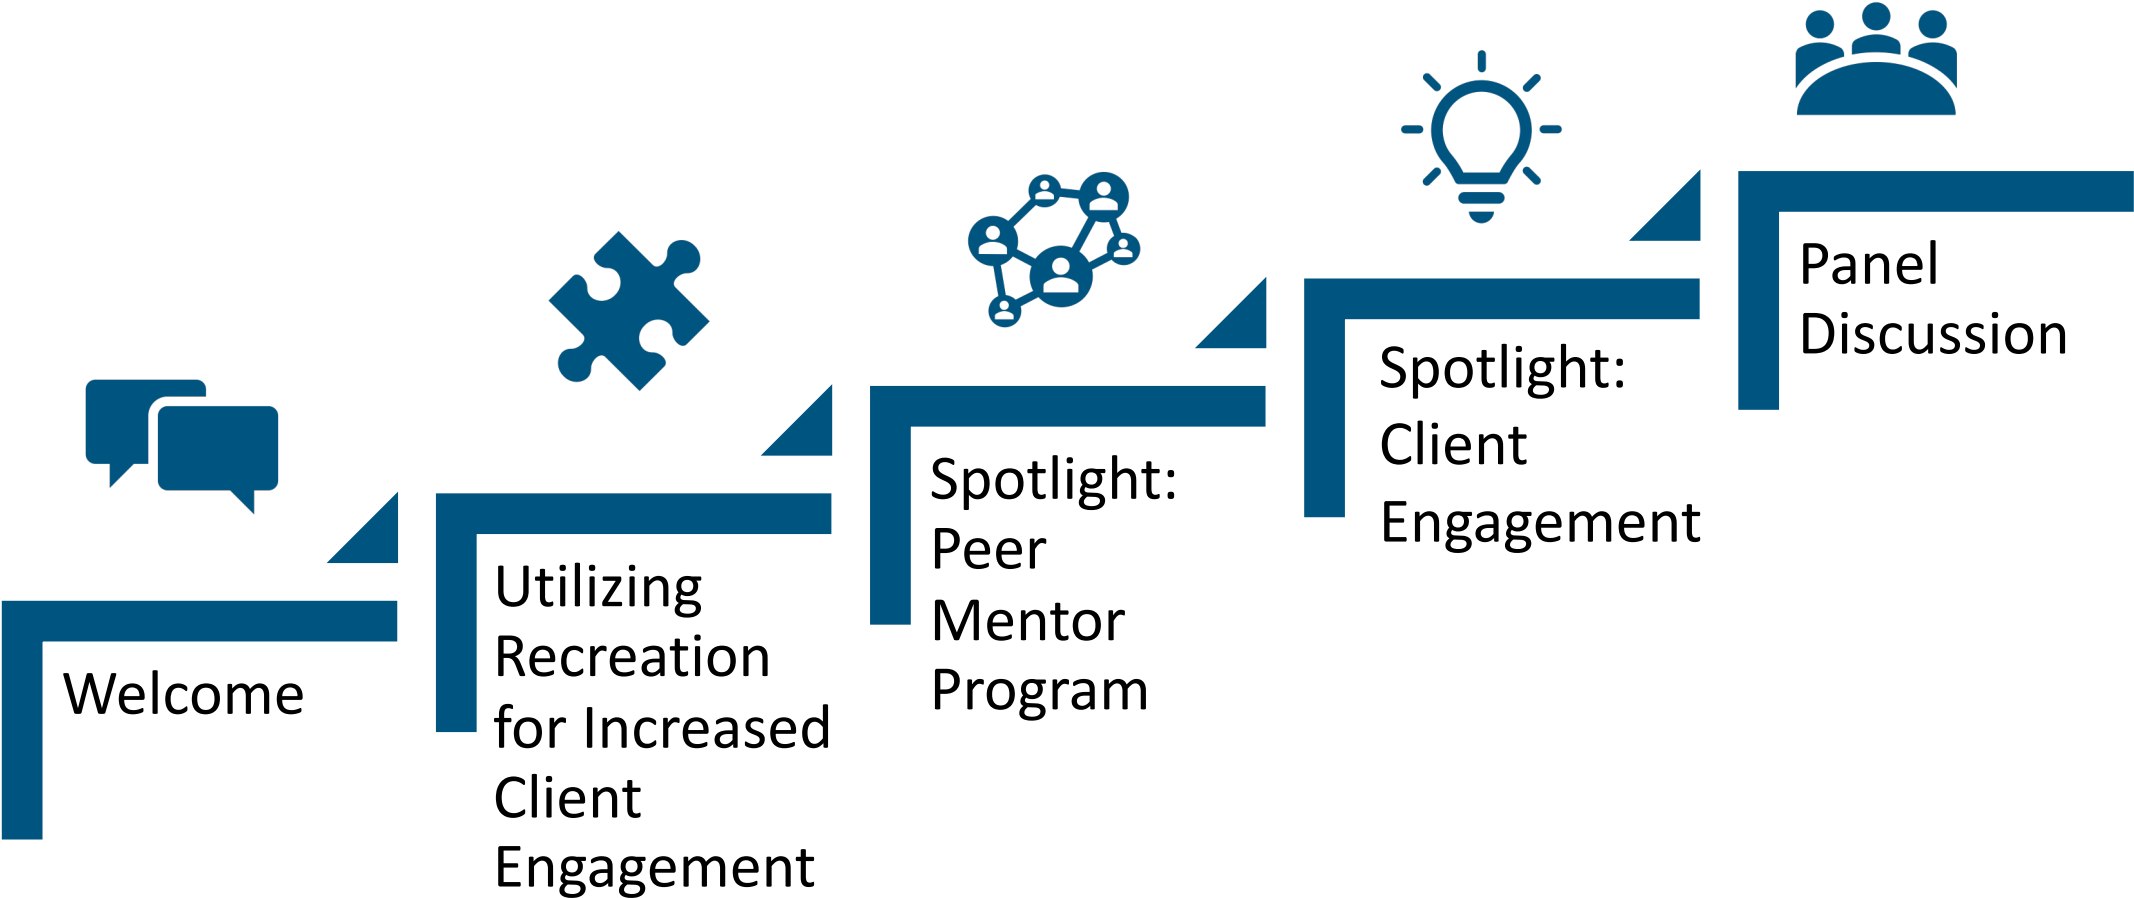 Welcome
Utilizing
Recreation
for Increased
Client
Engagement
Spotlight:
Peer
Mentor
Program
Spotlight:
Client
Engagement
Panel
Discussion